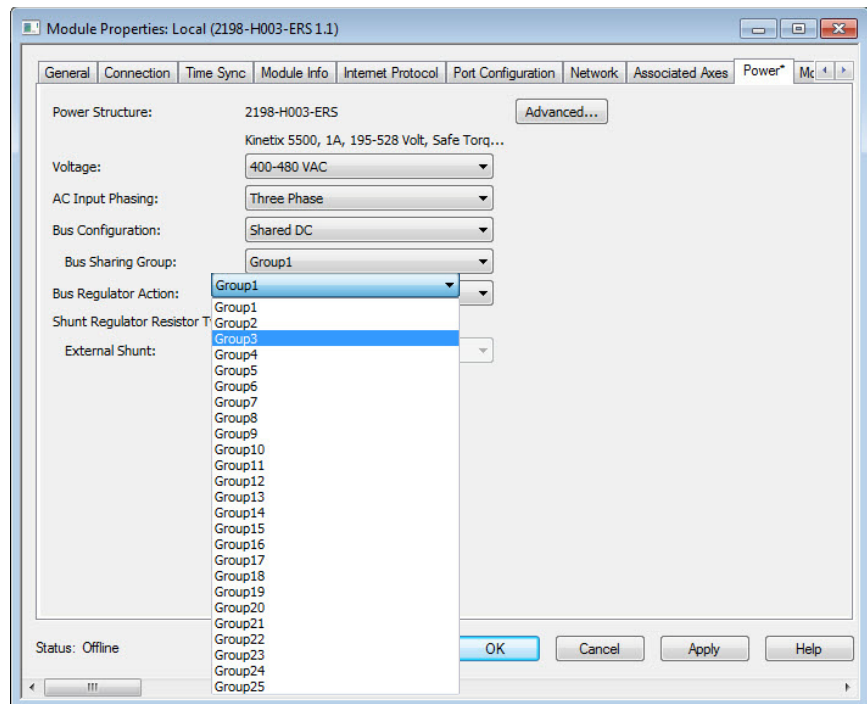 Module Properties: Local (2198-H003-ERS 1.1)
General Connection Time Sync Module Info Internet Protocol Port Configuration Network Associated Axes Power*
Power Structure: 2198-H003-ERS Advanced...
Kinetix 5500, 1A, 195-528 Volt, Safe Torq...
Voltage: 400-480 VAC
AC Input Phasing: Three Phase
Bus Configuration: Shared DC
Bus Sharing Group: Group1
Bus Regulator Action: Group1
Group1
Shunt Regulator Resistor T Group2
Group3
External Shunt: Group4
Group5
Group6
Group7
Group8
Group9
Group10
Group11
Group12
Group13
Group14
Group15
Group16
Group17
Group18
Group19
Group20
Group21
Group22
Status: Offline Group23 OK Cancel Apply Help
Group24
Group25